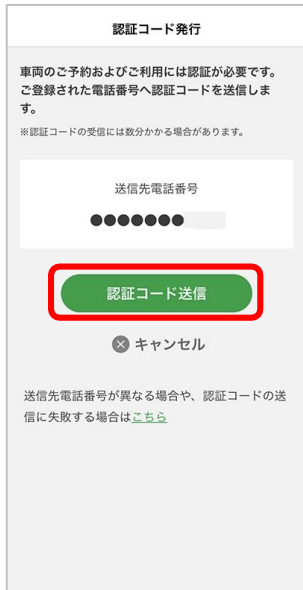 認証コード発行
車両のご予約およびご利用には認証が必要です。
ご登録された電話番号へ認証コードを送信しま
す。
※認証コードの受信には数分かかる場合があります。
送信先電話番号
●●●●●●●
認証コード送信
キャンセル
送信先電話番号が異なる場合や、認証コードの送
信に失敗する場合はこちら